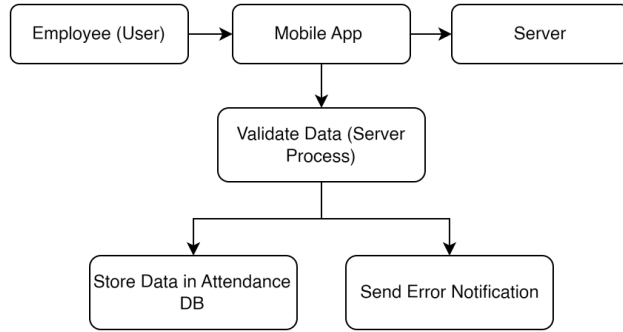 Employee (User)
Mobile App
Server
Validate Data (Server
Process)
Store Data in Attendance
DB
Send Error Notification